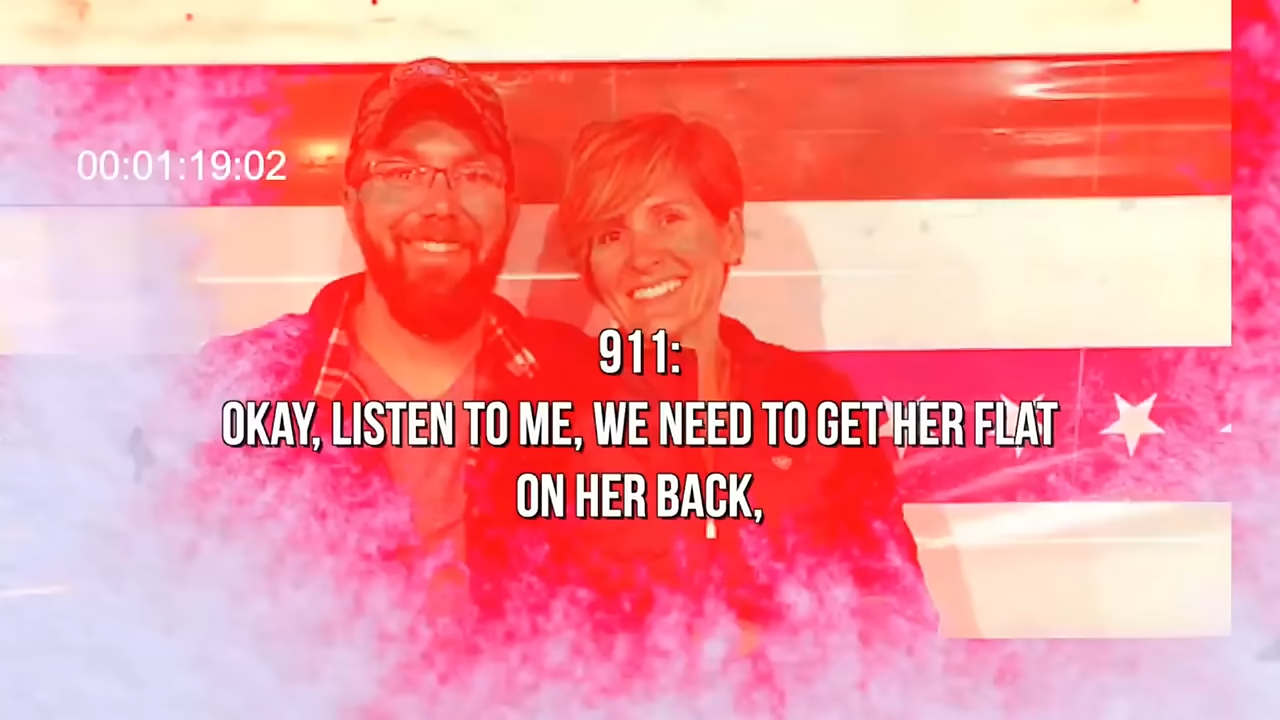 00:01:19:02
911:
OKAY, LISTEN TO ME, WE NEED TO GET HER FLAT
ON HER BACK,